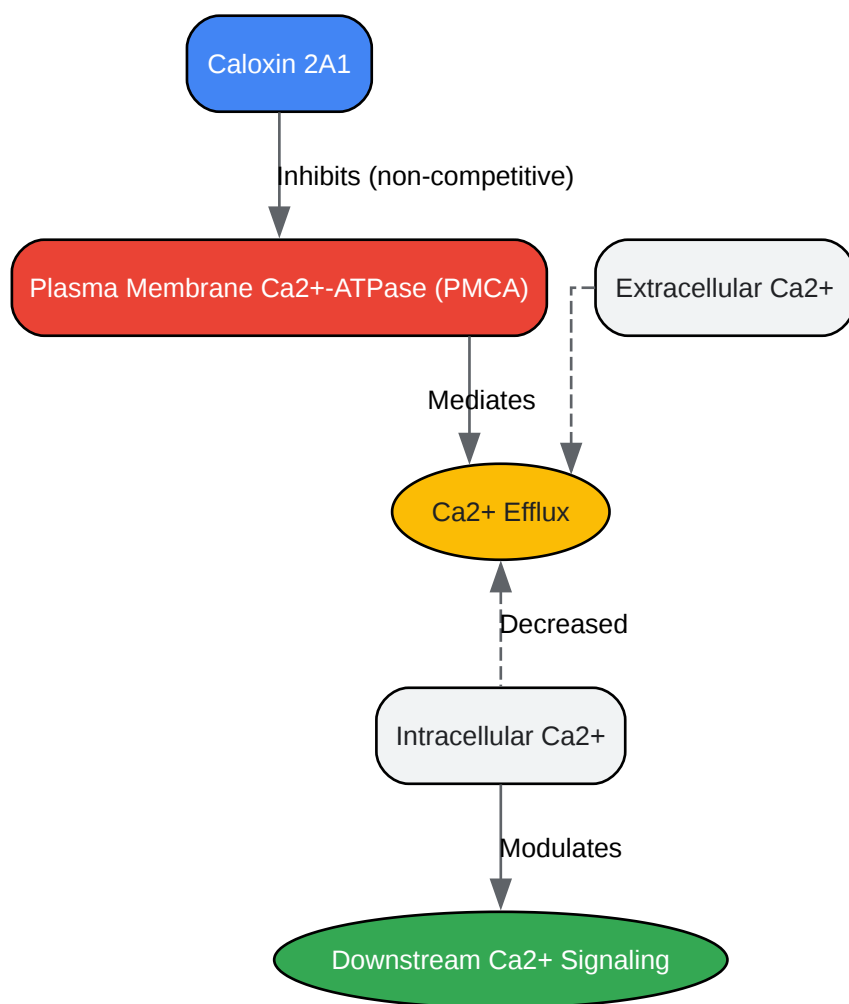 Caloxin 2A1
Inhibits (non-competitive)
Plasma Membrane Ca2+-ATPase (PMCA)
Extracellular Ca2+
Mediates
Ca2+ Efflux
Decreased
Intracellular Ca2+
Modulates
Downstream Ca2+ Signaling